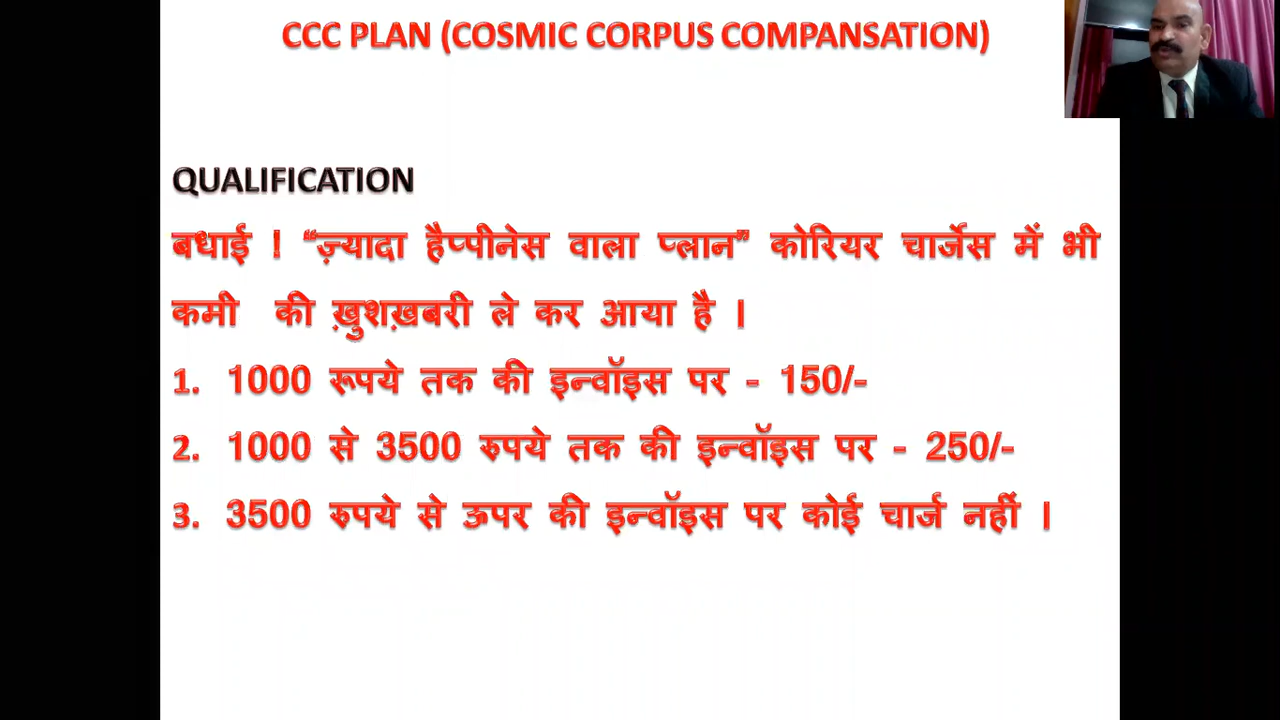 CCC PLAN (COSMIC CORPUS COMPANSATION)
QUALIFICATION
बधाई ! “ज़्यादा हैप्पीनेस वाला प्लान” कोरियर चार्जेस में भी
कमी की ख़ुशख़बरी ले कर आया है ।
1. 1000 रूपये तक की इन्वॉइस पर - 150/-
2. 1000 से 3500 रुपये तक की इन्वॉइस पर - 250/-
3. 3500 रुपये से ऊपर की इन्वॉइस पर कोई चार्ज नहीं ।